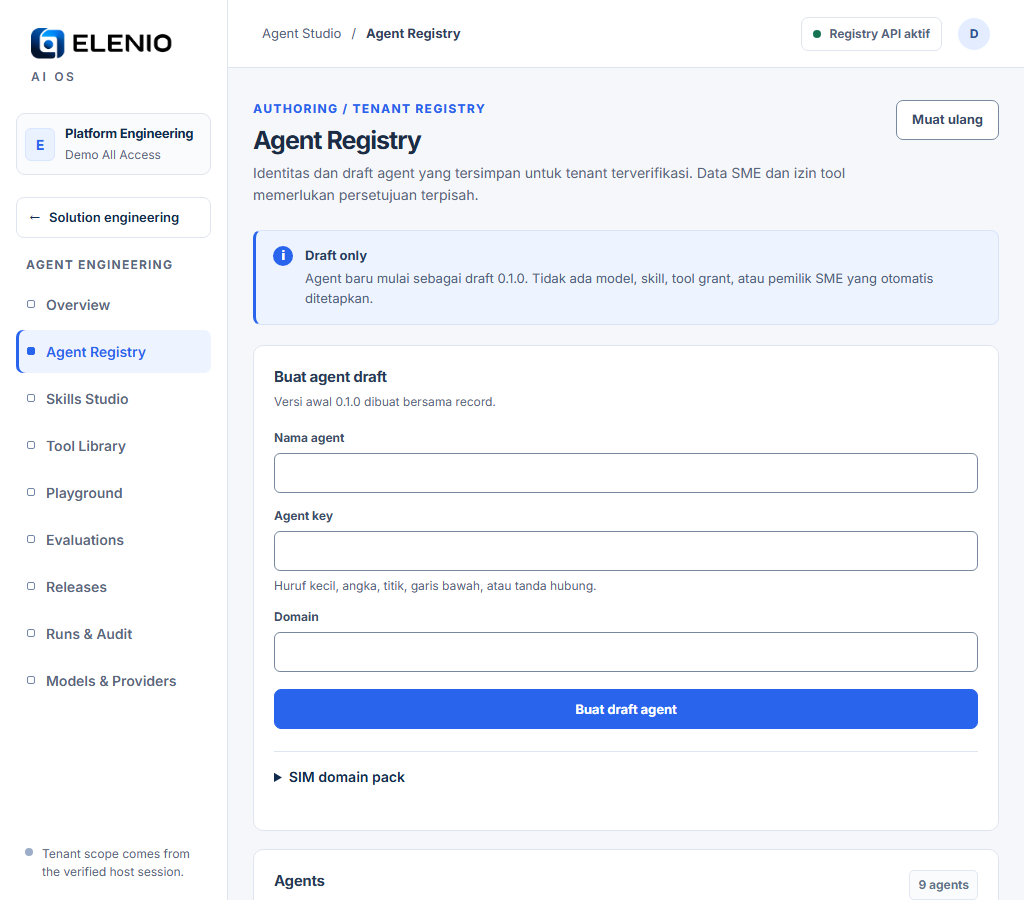 ELENIO
AI OS
E
Platform Engineering
Demo All Access
← Solution engineering
AGENT ENGINEERING
Overview
Agent Registry
Skills Studio
Tool Library
Playground
Evaluations
Releases
Runs & Audit
Models & Providers
Tenant scope comes from
the verified host session.
Agent Studio / Agent Registry
Registry API aktif
D
AUTHORING / TENANT REGISTRY
Agent Registry
Identitas dan draft agent yang tersimpan untuk tenant terverifikasi. Data SME dan izin tool
memerlukan persetujuan terpisah.
Muat ulang
Draft only
Agent baru mulai sebagai draft 0.1.0. Tidak ada model, skill, tool grant, atau pemilik SME yang otomatis
ditetapkan.
Buat agent draft
Versi awal 0.1.0 dibuat bersama record.
Nama agent
Agent key
Huruf kecil, angka, titik, garis bawah, atau tanda hubung.
Domain
Buat draft agent
SIM domain pack
Agents
9 agents